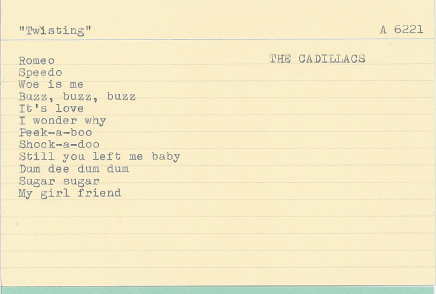 "Twisting" A 6221
Romeo THE CADILLACS
Speedo
Woe is me
Buzz, buzz, buzz
It's love
I wonder why
Peek-a-boo
Shock-a-doo
Still you left me baby
Dum dee dum dum
Sugar sugar
My girl friend